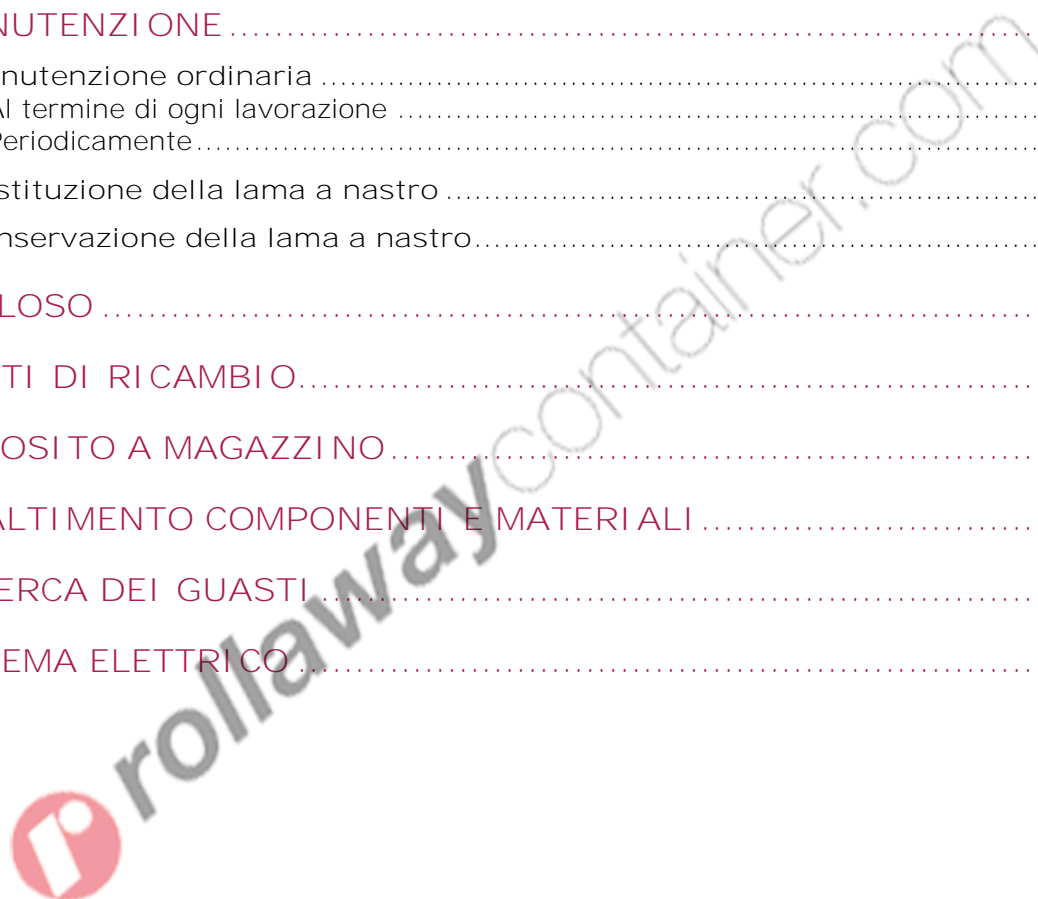 NUTENZIONE
nutenzione ordinaria
Al termine di ogni lavorazione
Periodicamente
stituzione della lama a nastro
nservazione della lama a nastro
LOSO
TI DI RICAMBIO
OSITO A MAGAZZINO
ALTIMENTO COMPONENTI E MATERIALI
ERCA DEI GUASTI
EMA ELETTRICO
rollawaycontainer.com